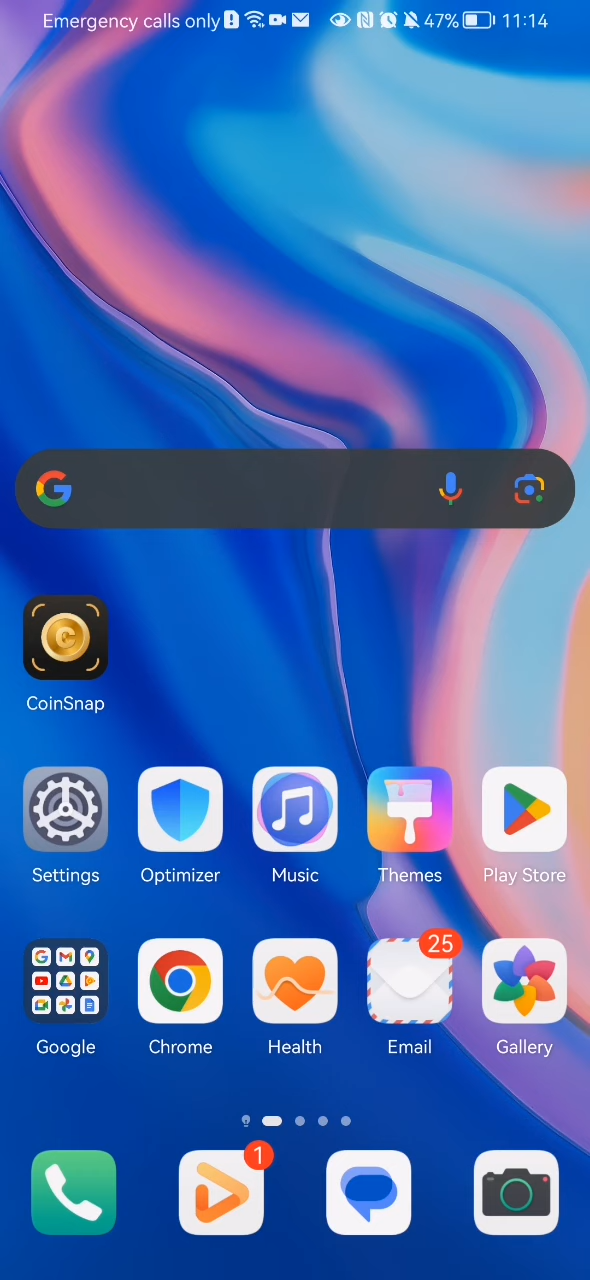 Emergency calls only 47% 11:14
CoinSnap
Settings Optimizer Music Themes Play Store
25
Google Chrome Health Email Gallery
1